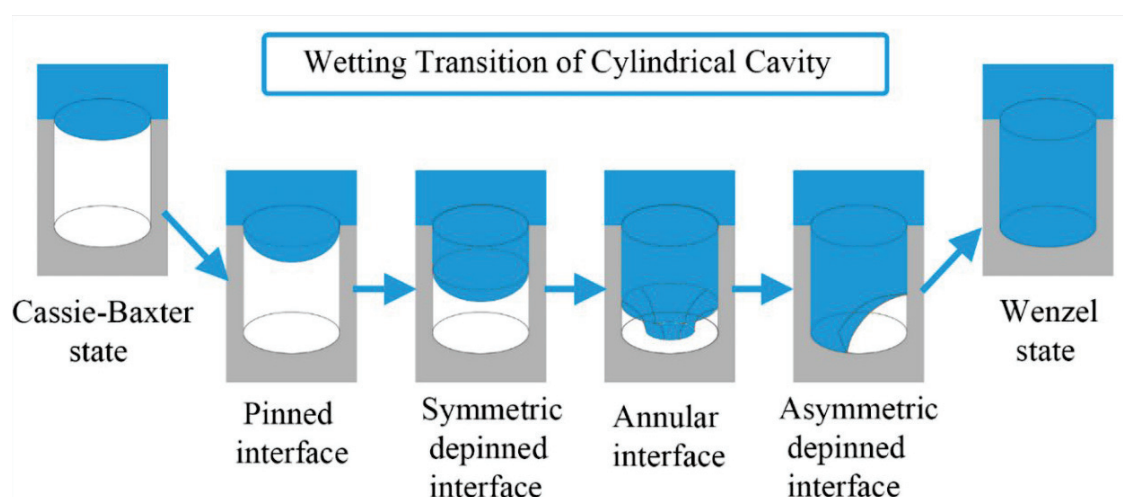 Wetting Transition of Cylindrical Cavity
Cassie-Baxter
state
Pinned
interface
Symmetric
depinned
interface
Annular
interface
Asymmetric
depinned
interface
Wenzel
state